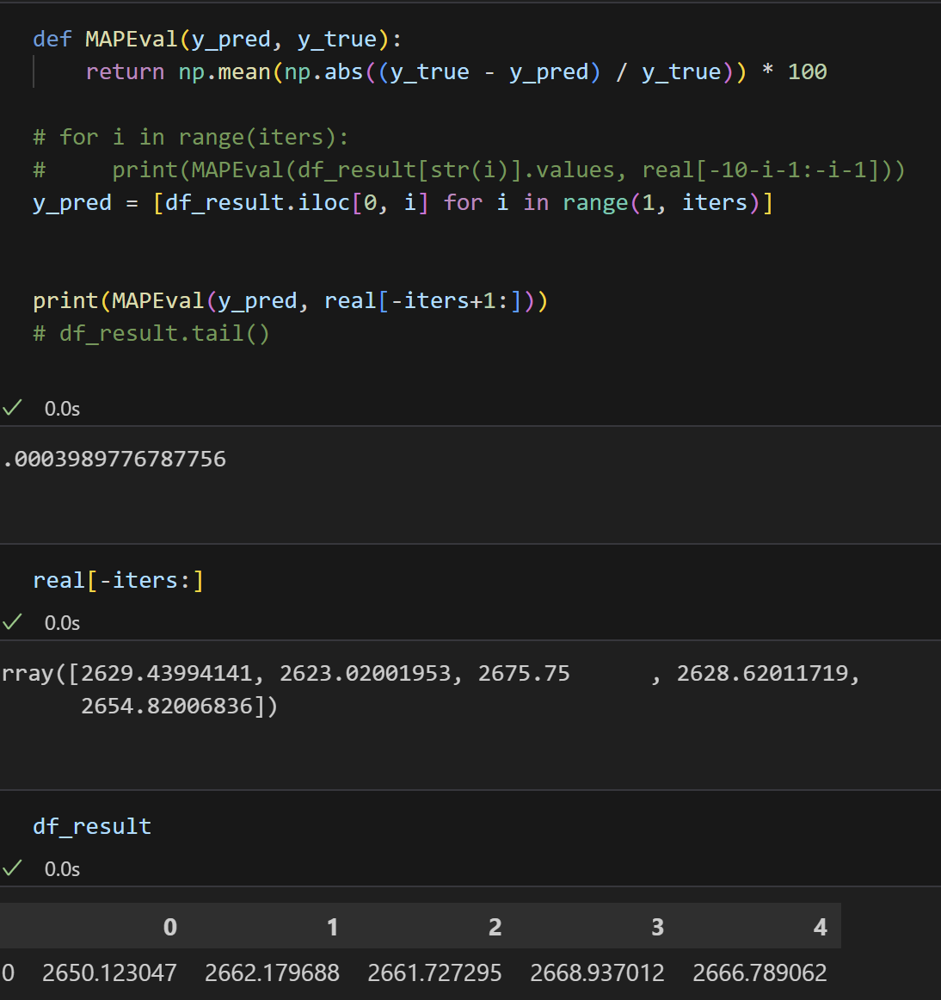 def MAPEval(y_pred, y_true):
    return np.mean(np.abs((y_true - y_pred) / y_true)) * 100
# for i in range(iters):
#     print(MAPEval(df_result[str(i)].values, real[-10-i-1:-i-1]))
y_pred = [df_result.iloc[0, i] for i in range(1, iters)]
print(MAPEval(y_pred, real[-iters+1:]))
# df_result.tail()
0.0s
.0003989776787756
real[-iters:]
0.0s
rray([2629.43994141, 2623.02001953, 2675.75      , 2628.62011719,
      2654.82006836])
df_result
0.0s
0 1 2 3 4
0 2650.123047 2662.179688 2661.727295 2668.937012 2666.789062